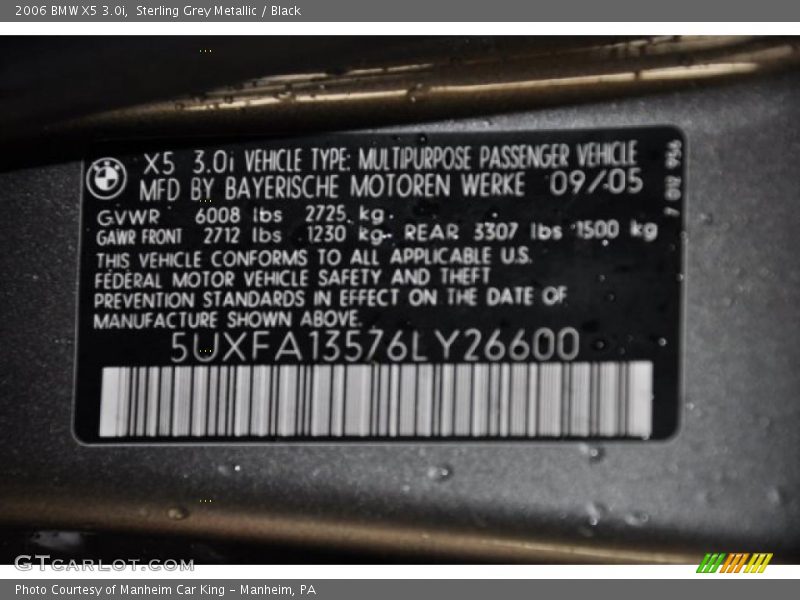 2006 BMW X5 3.0i, Sterling Grey Metallic / Black
X5 3.0i VEHICLE TYPE: MULTIPURPOSE PASSENGER VEHICLE
MFD BY BAYERISCHE MOTOREN WERKE 09/05
7 012 956
GVWR 6008 lbs 2725 kg
GAWR FRONT 2712 lbs 1230 kg REAR 3307 lbs 1500 kg
THIS VEHICLE CONFORMS TO ALL APPLICABLE U.S.
FEDERAL MOTOR VEHICLE SAFETY AND THEFT
PREVENTION STANDARDS IN EFFECT ON THE DATE OF
MANUFACTURE SHOWN ABOVE.
5UXFA13576LY26600
GTCARLOT.COM
Photo Courtesy of Manheim Car King - Manheim, PA